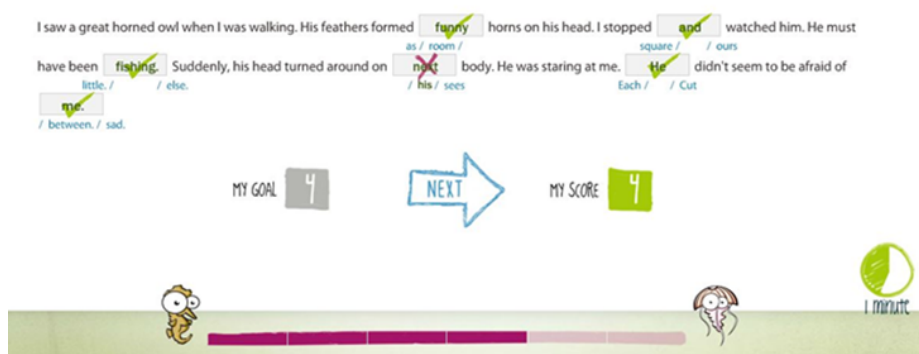 I saw a great horned owl when I was walking. His feathers formed funny horns on his head. I stopped and watched him. He must
as / room / square / / ours
have been fishing. Suddenly, his head turned around on next body. He was staring at me. He didn't seem to be afraid of
little. / / else. / his / sees Each / / Cut
me.
/ between. / sad.
MY GOAL 4 NEXT MY SCORE 4
1 minute